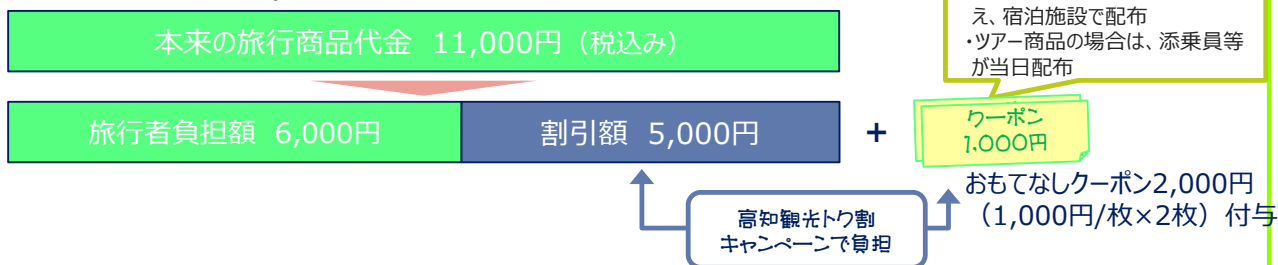 え、宿泊施設で配布
・ツアー商品の場合は、添乗員等
が当日配布
本来の旅行商品代金 11,000円（税込み）
旅行者負担額 6,000円
割引額 5,000円
+
クーポン
1,000円
おもてなしクーポン2,000円
（1,000円/枚×2枚）付与
高知観光トク割
キャンペーンで負担